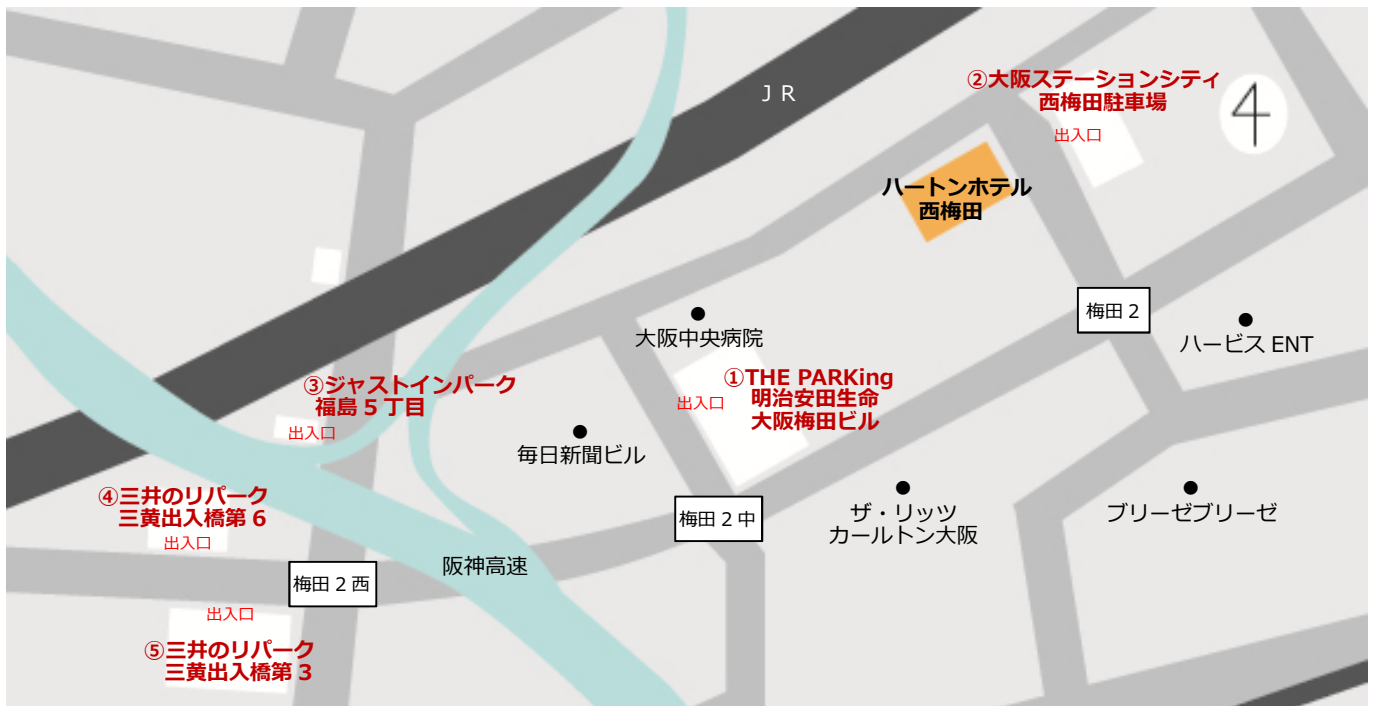 ＪＲ
②大阪ステーションシティ
西梅田駐車場
出入口
4
ハートンホテル
西梅田
梅田 2
大阪中央病院
ハービス ENT
①THE PARKing
明治安田生命
大阪梅田ビル
出入口
③ジャストインパーク
福島 5 丁目
出入口
毎日新聞ビル
④三井のリパーク
三黄出入橋第 6
出入口
梅田 2 中
ザ・リッツ
カールトン大阪
ブリーゼブリーゼ
阪神高速
梅田 2 西
出入口
⑤三井のリパーク
三黄出入橋第 3